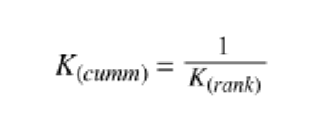 K(cumm) = 1 / K(rank)